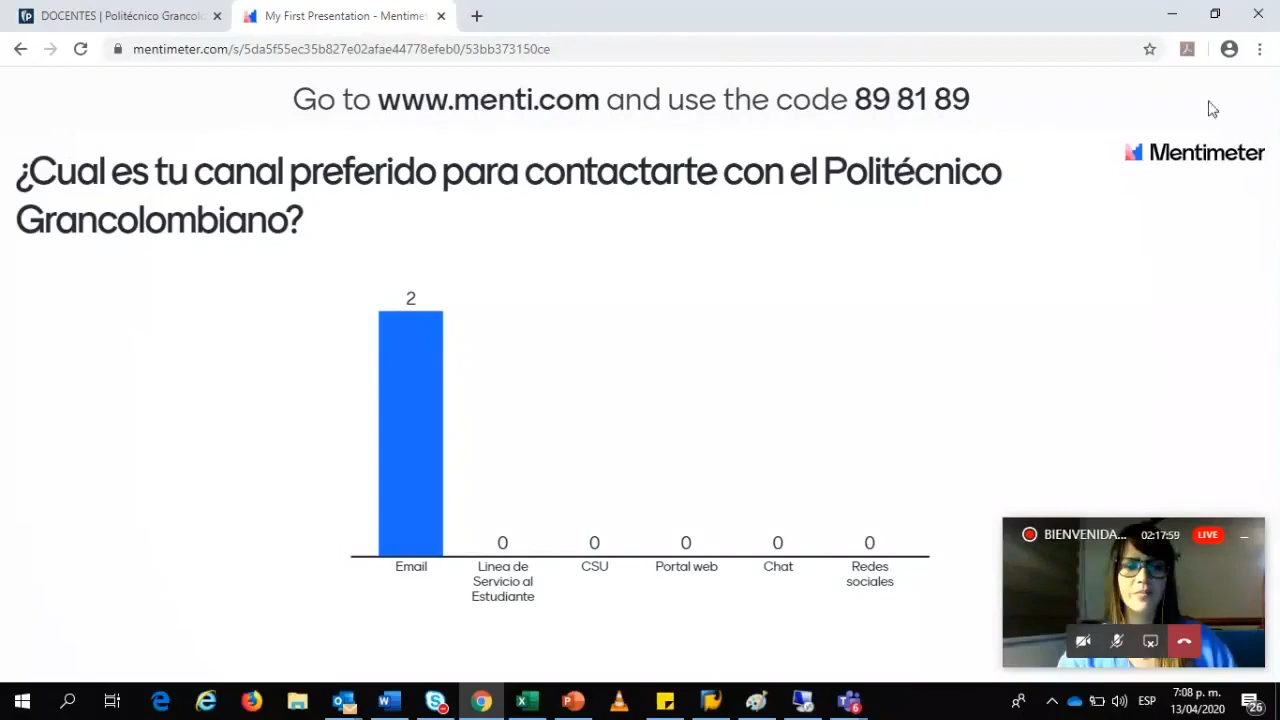 DOCENTES | Politécnico Grancol
My First Presentation - Mentimet
mentimeter.com/s/5da5f55ec35b827e02afae44778efeb0/53bb373150ce
Go to www.menti.com and use the code 89 81 89
Mentimeter
¿Cual es tu canal preferido para contactarte con el Politécnico
Grancolombiano?
2
0
0
0
0
0
Email
Linea de
Servicio al
Estudiante
CSU
Portal web
Chat
Redes
sociales
BIENVENIDA...
02:17:59
LIVE
ESP
7:08 p. m.
13/04/2020
26